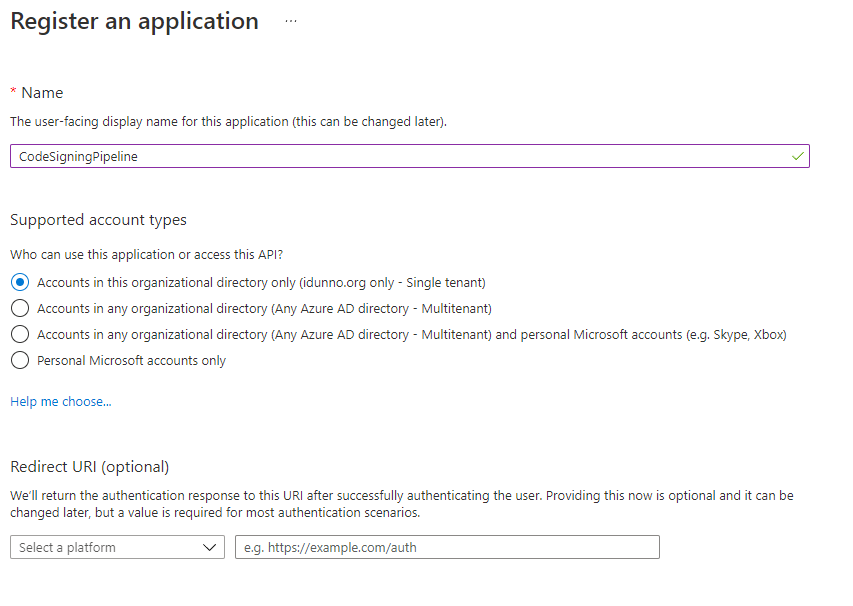 Register an application ...
* Name
The user-facing display name for this application (this can be changed later).
CodeSigningPipeline
Supported account types
Who can use this application or access this API?
Accounts in this organizational directory only (idunno.org only - Single tenant)
Accounts in any organizational directory (Any Azure AD directory - Multitenant)
Accounts in any organizational directory (Any Azure AD directory - Multitenant) and personal Microsoft accounts (e.g. Skype, Xbox)
Personal Microsoft accounts only
Help me choose...
Redirect URI (optional)
We'll return the authentication response to this URI after successfully authenticating the user. Providing this now is optional and it can be
changed later, but a value is required for most authentication scenarios.
Select a platform
e.g. https://example.com/auth